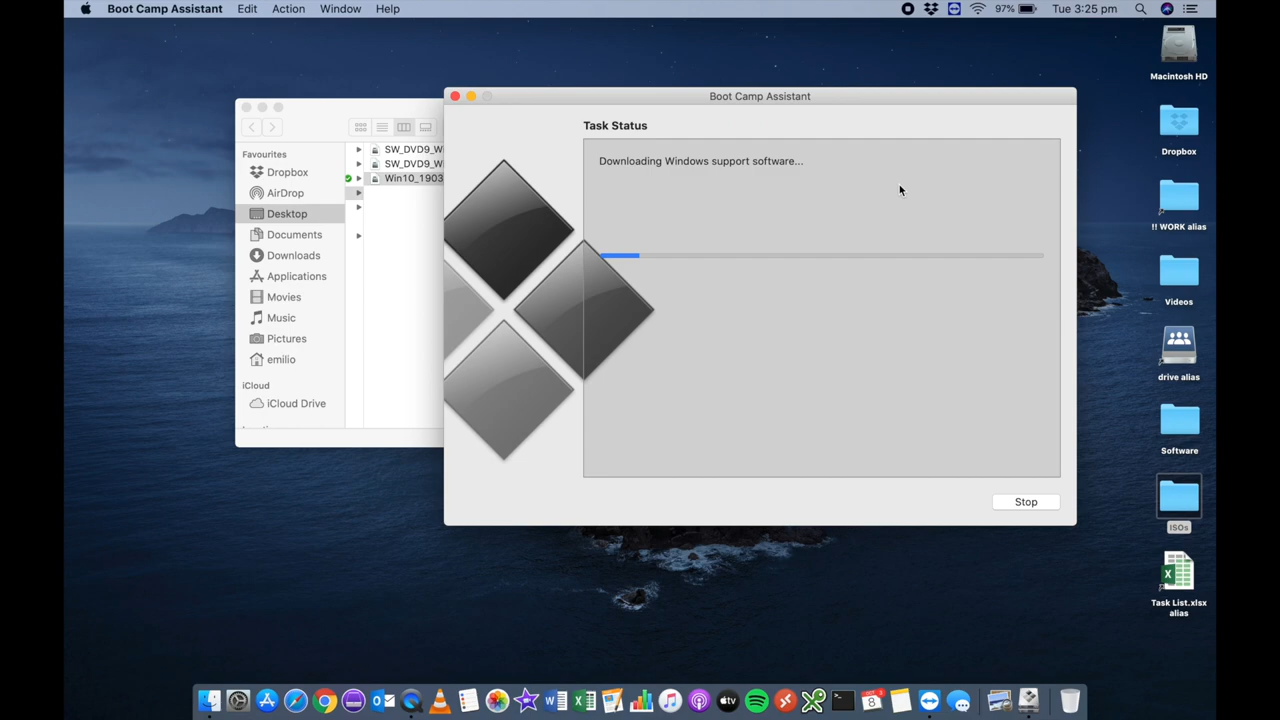 Boot Camp Assistant Edit Action Window Help
97% Tue 3:25 pm
Macintosh HD
Dropbox
!! WORK alias
Videos
drive alias
Software
ISOs
Task List.xlsx
alias
Favourites
Dropbox
AirDrop
Desktop
Documents
Downloads
Applications
Movies
Music
Pictures
emilio
iCloud
iCloud Drive
SW_DVD9_W
SW_DVD9_W
Win10_1903
Boot Camp Assistant
Task Status
Downloading Windows support software...
Stop